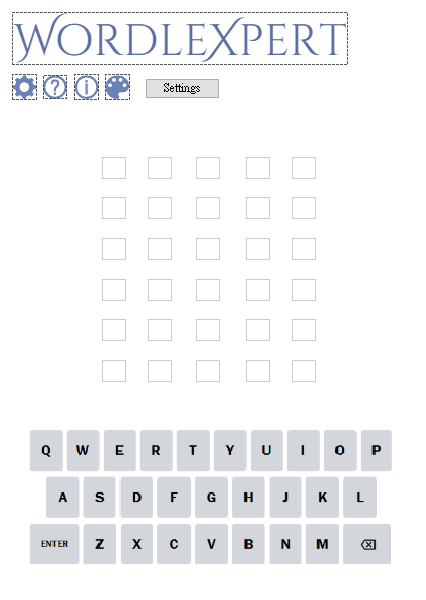 WORDLEXPERT
Settings
Q W E R T Y U I O P
A S D F G H J K L
ENTER Z X C V B N M